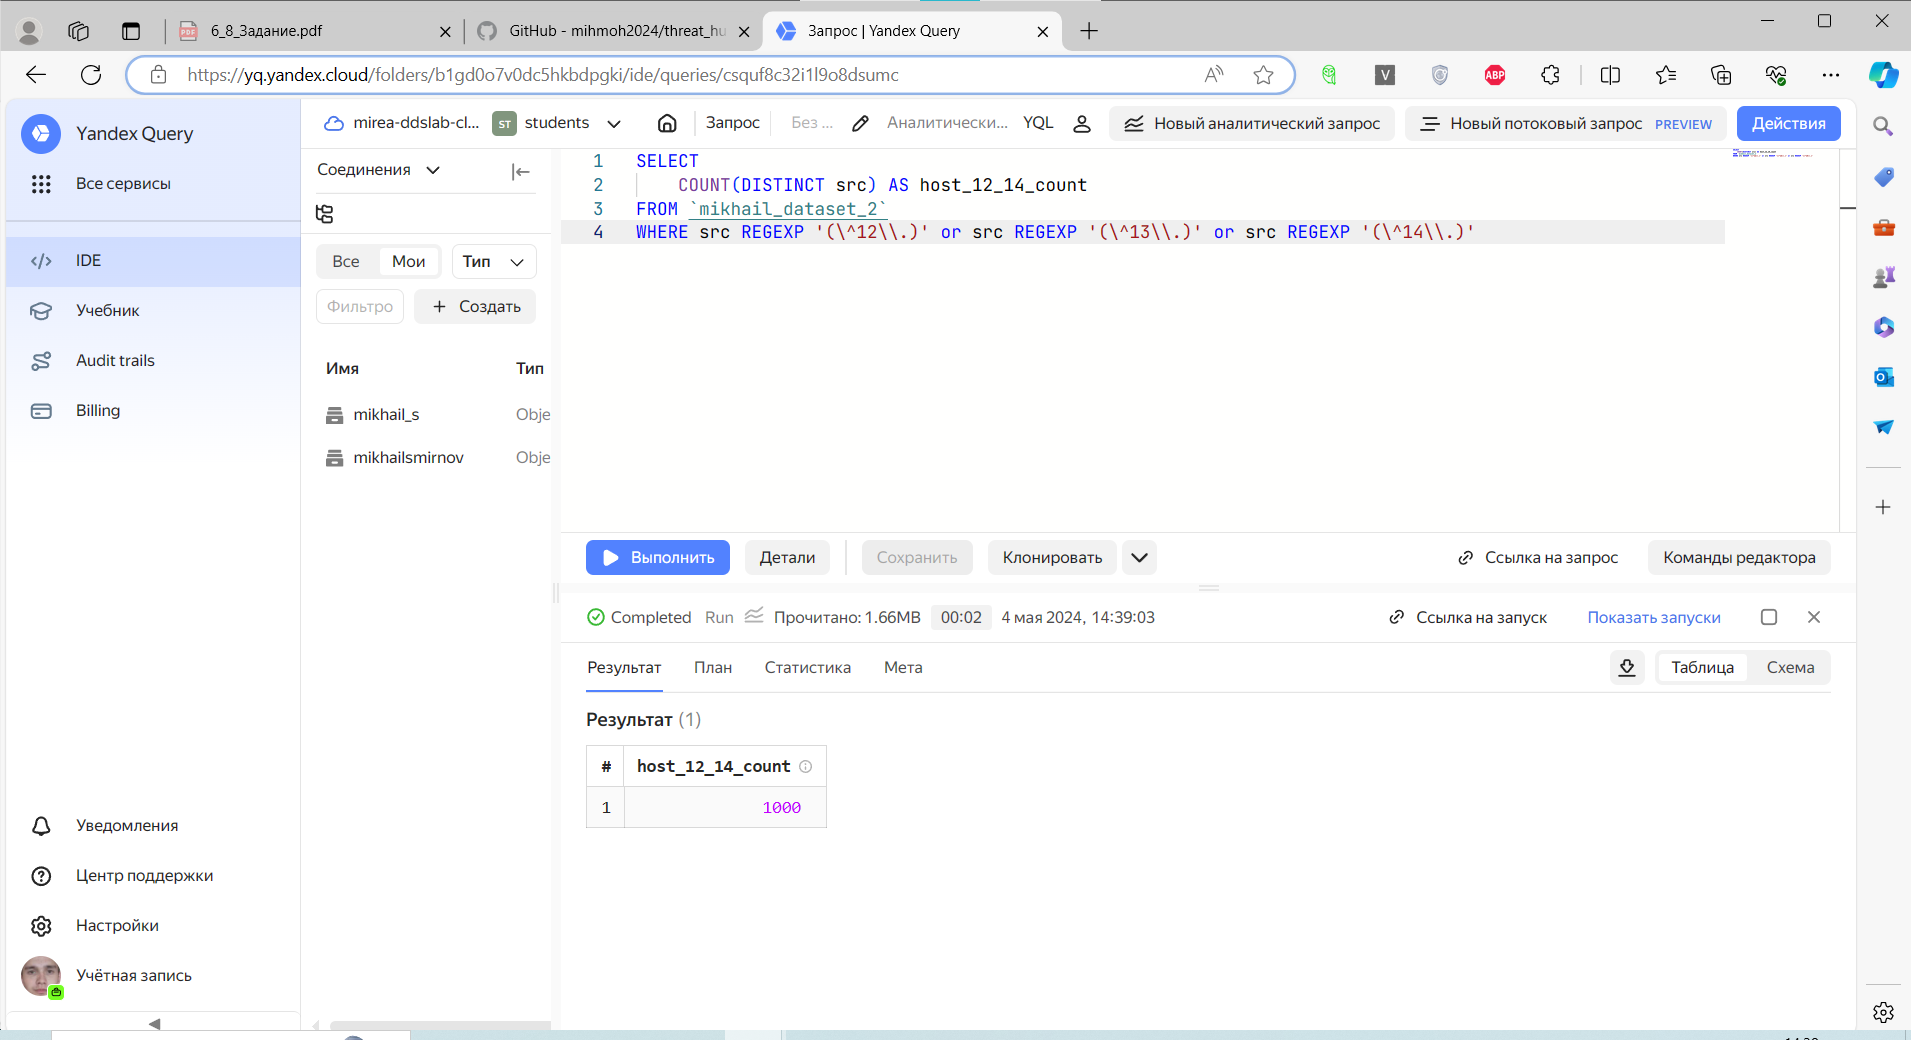 6_8_Задание.pdf
GitHub - mihmoh2024/threat_hu
Запрос | Yandex Query
https://yq.yandex.cloud/folders/b1gd0o7v0dc5hkbdpgki/ide/queries/csquf8c32i1l9o8dsumc
Yandex Query
Все сервисы
IDE
Учебник
Audit trails
Billing
Уведомления
Центр поддержки
Настройки
Учётная запись
mirea-ddslab-cl... ST students
Запрос Без ... Аналитически... YQL
Новый аналитический запрос
Новый потоковый запрос PREVIEW
Действия
Соединения
Все Мои Тип
Фильтро + Создать
Имя Тип
mikhail_s Obje
mikhailsmirnov Obje
1 SELECT
2 COUNT(DISTINCT src) AS host_12_14_count
3 FROM `mikhail_dataset_2`
4 WHERE src REGEXP '(\^12\\.)' or src REGEXP '(\^13\\.)' or src REGEXP '(\^14\\.)'
Выполнить Детали Сохранить Клонировать Ссылка на запрос Команды редактора
Completed Run Прочитано: 1.66MB 00:02 4 мая 2024, 14:39:03 Ссылка на запуск Показать запуски
Результат План Статистика Мета Таблица Схема
Результат (1)
# host_12_14_count
1 1000